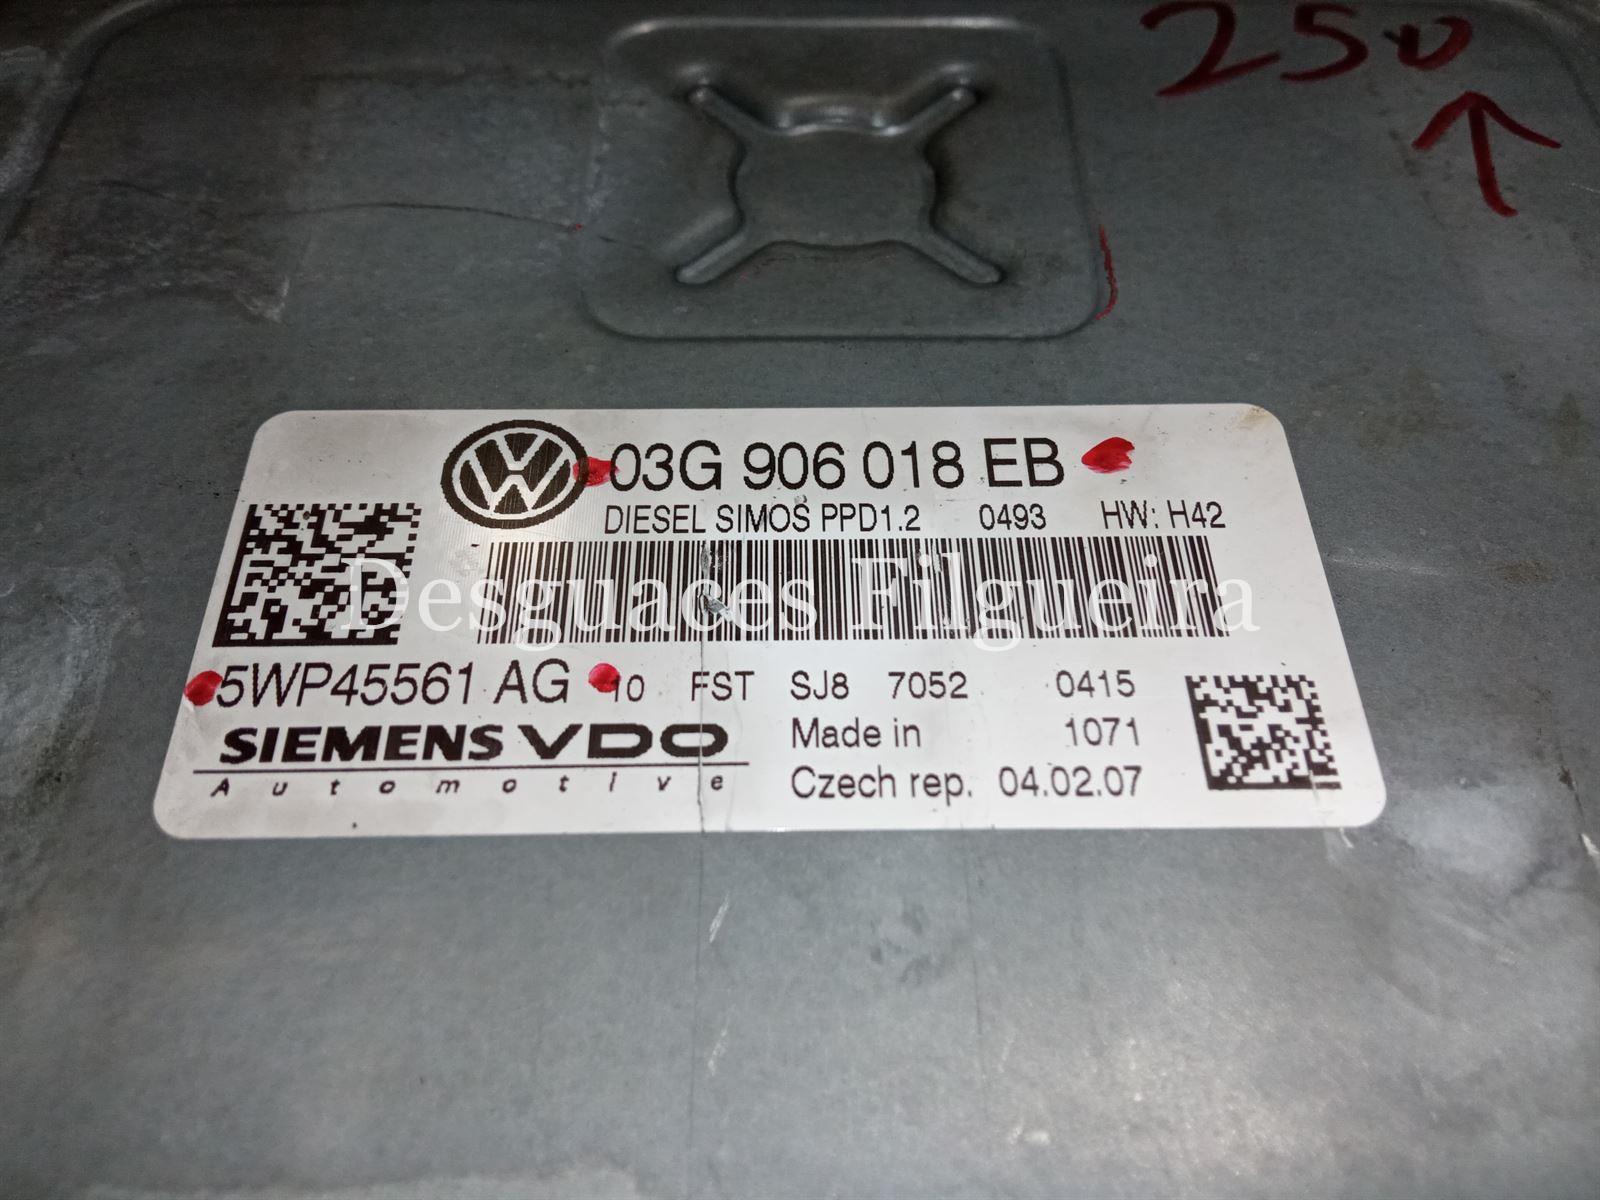 250
03G 906 018 EB
DIESEL SIMOS PPD1.2 0493 HW: H42
Desguaces Filgueira
5WP45561 AG 10 FST SJ8 7052 0415
SIEMENS VDO Made in 1071
Automotive Czech rep. 04.02.07